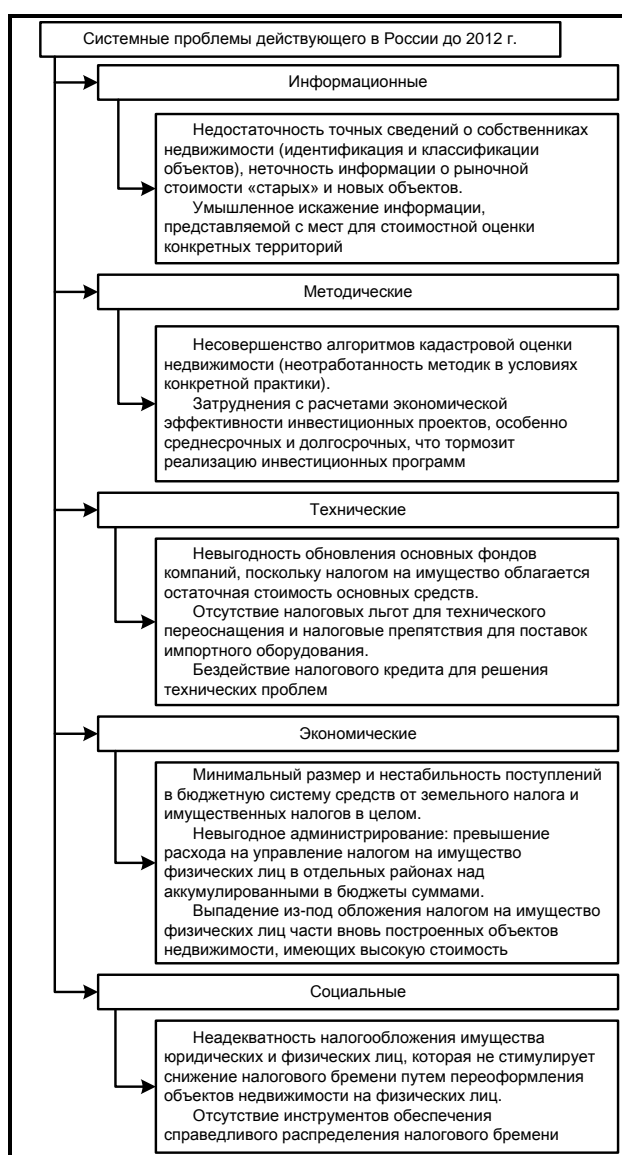 Системные проблемы действующего в России до 2012 г.
Информационные
Недостаточность точных сведений о собственниках
недвижимости (идентификация и классификации
объектов), неточность информации о рыночной
стоимости «старых» и новых объектов.
Умышленное искажение информации,
представляемой с мест для стоимостной оценки
конкретных территорий
Методические
Несовершенство алгоритмов кадастровой оценки
недвижимости (неотработанность методик в условиях
конкретной практики).
Затруднения с расчетами экономической
эффективности инвестиционных проектов, особенно
среднесрочных и долгосрочных, что тормозит
реализацию инвестиционных программ
Технические
Невыгодность обновления основных фондов
компаний, поскольку налогом на имущество облагается
остаточная стоимость основных средств.
Отсутствие налоговых льгот для технического
переоснащения и налоговые препятствия для поставок
импортного оборудования.
Бездействие налогового кредита для решения
технических проблем
Экономические
Минимальный размер и нестабильность поступлений
в бюджетную систему средств от земельного налога и
имущественных налогов в целом.
Невыгодное администрирование: превышение
расхода на управление налогом на имущество
физических лиц в отдельных районах над
аккумулированными в бюджеты суммами.
Выпадение из-под обложения налогом на имущество
физических лиц части вновь построенных объектов
недвижимости, имеющих высокую стоимость
Социальные
Неадекватность налогообложения имущества
юридических и физических лиц, которая не стимулирует
снижение налогового бремени путем переоформления
объектов недвижимости на физических лиц.
Отсутствие инструментов обеспечения
справедливого распределения налогового бремени